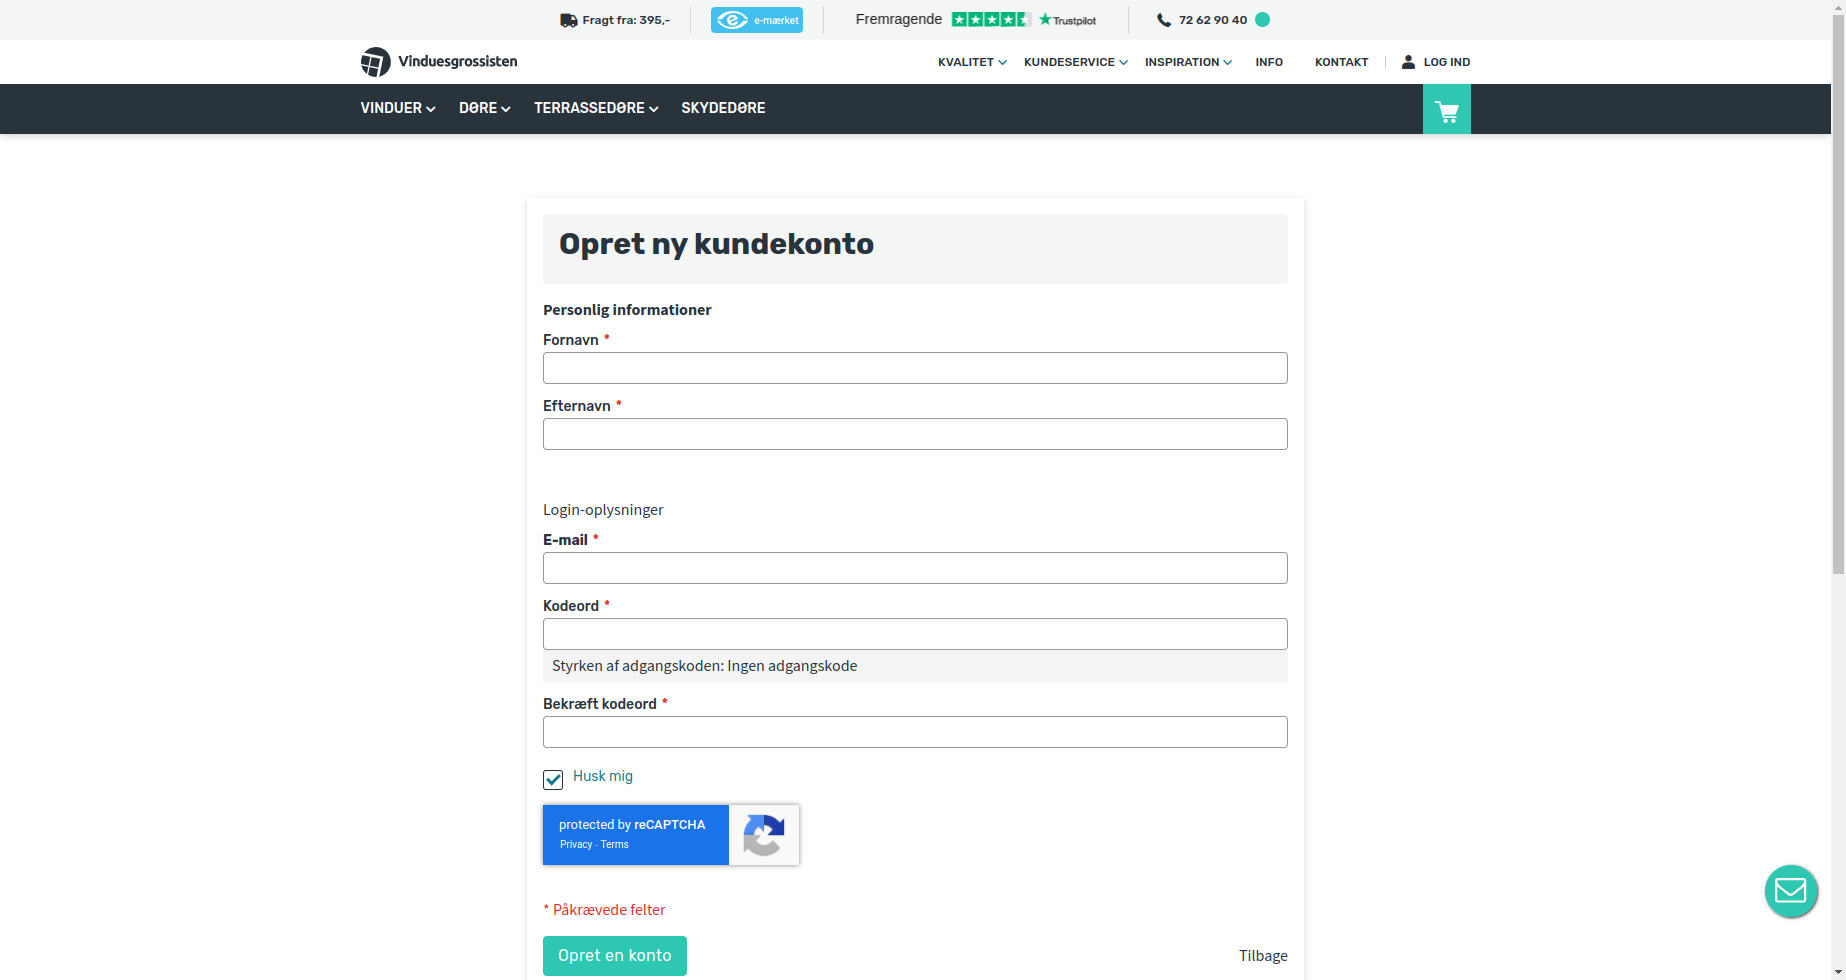 Fragt fra: 395,-
e-mærket
Fremragende
Trustpilot
72 62 90 40
Vinduesgrossisten
KVALITET
KUNDESERVICE
INSPIRATION
INFO
KONTAKT
LOG IND
VINDUER
DØRE
TERRASSEDØRE
SKYDEDØRE
Opret ny kundekonto
Personlig informationer
Fornavn *
Efternavn *
Login-oplysninger
E-mail *
Kodeord *
Styrken af adgangskoden: Ingen adgangskode
Bekræft kodeord *
Husk mig
protected by reCAPTCHA
Privacy - Terms
* Påkrævede felter
Opret en konto
Tilbage